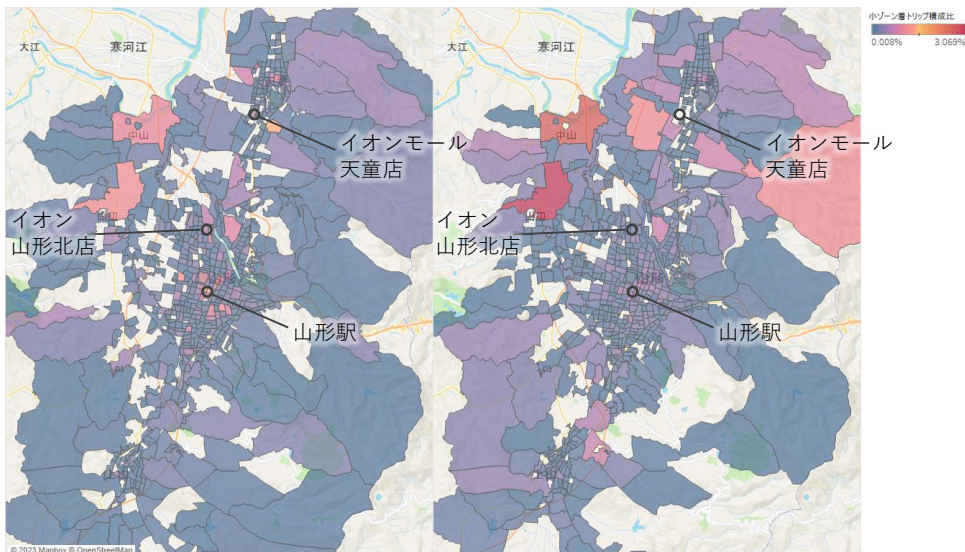 小ゾーン着トリップ構成比
0.008% 3.069%
大江
寒河江
中山
イオンモール
天童店
イオン
山形北店
山形駅
© 2023 Mapbox © OpenStreetMap
大江
寒河江
中山
イオンモール
天童店
イオン
山形北店
山形駅